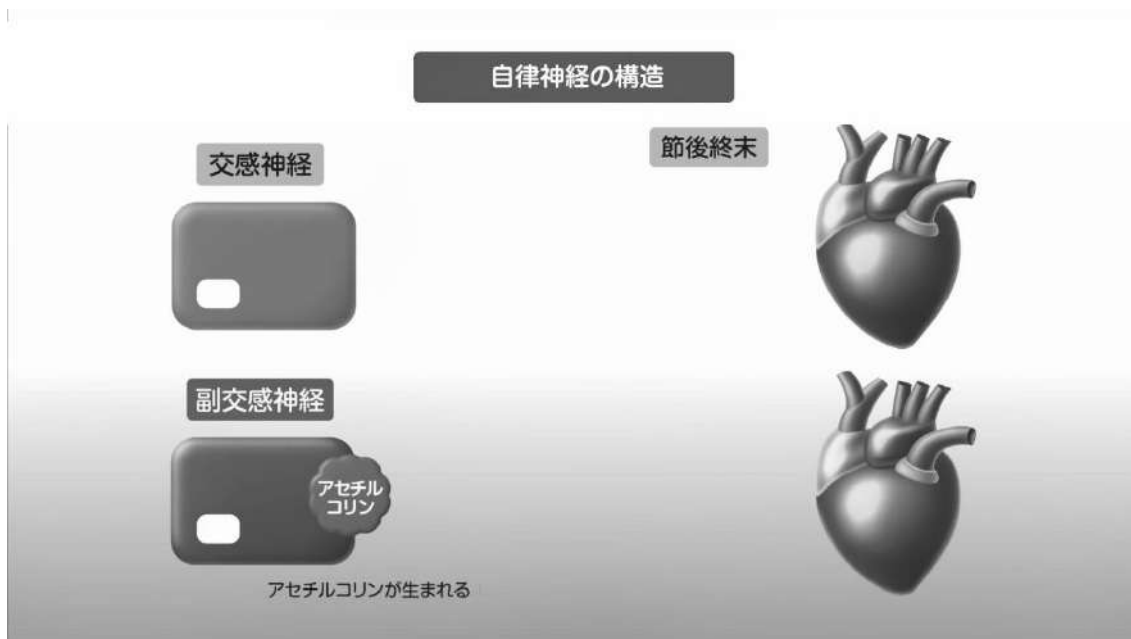 自律神経の構造
交感神経
節後終末
副交感神経
アセチル
コリン
アセチルコリンが生まれる